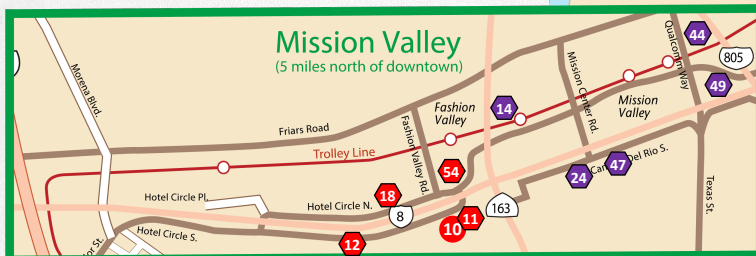 Mission Valley
(5 miles north of downtown)
Morena Blvd.
Friars Road
Trolley Line
Fashion
Valley
Fashion Valley Rd.
Mission Center Rd.
Mission
Valley
Qualcomm Way
44
805
49
14
54
18
8
163
24
47
Del Rio S.
Texas St.
Hotel Circle Pl.
Hotel Circle N.
Hotel Circle S.
12
10
11